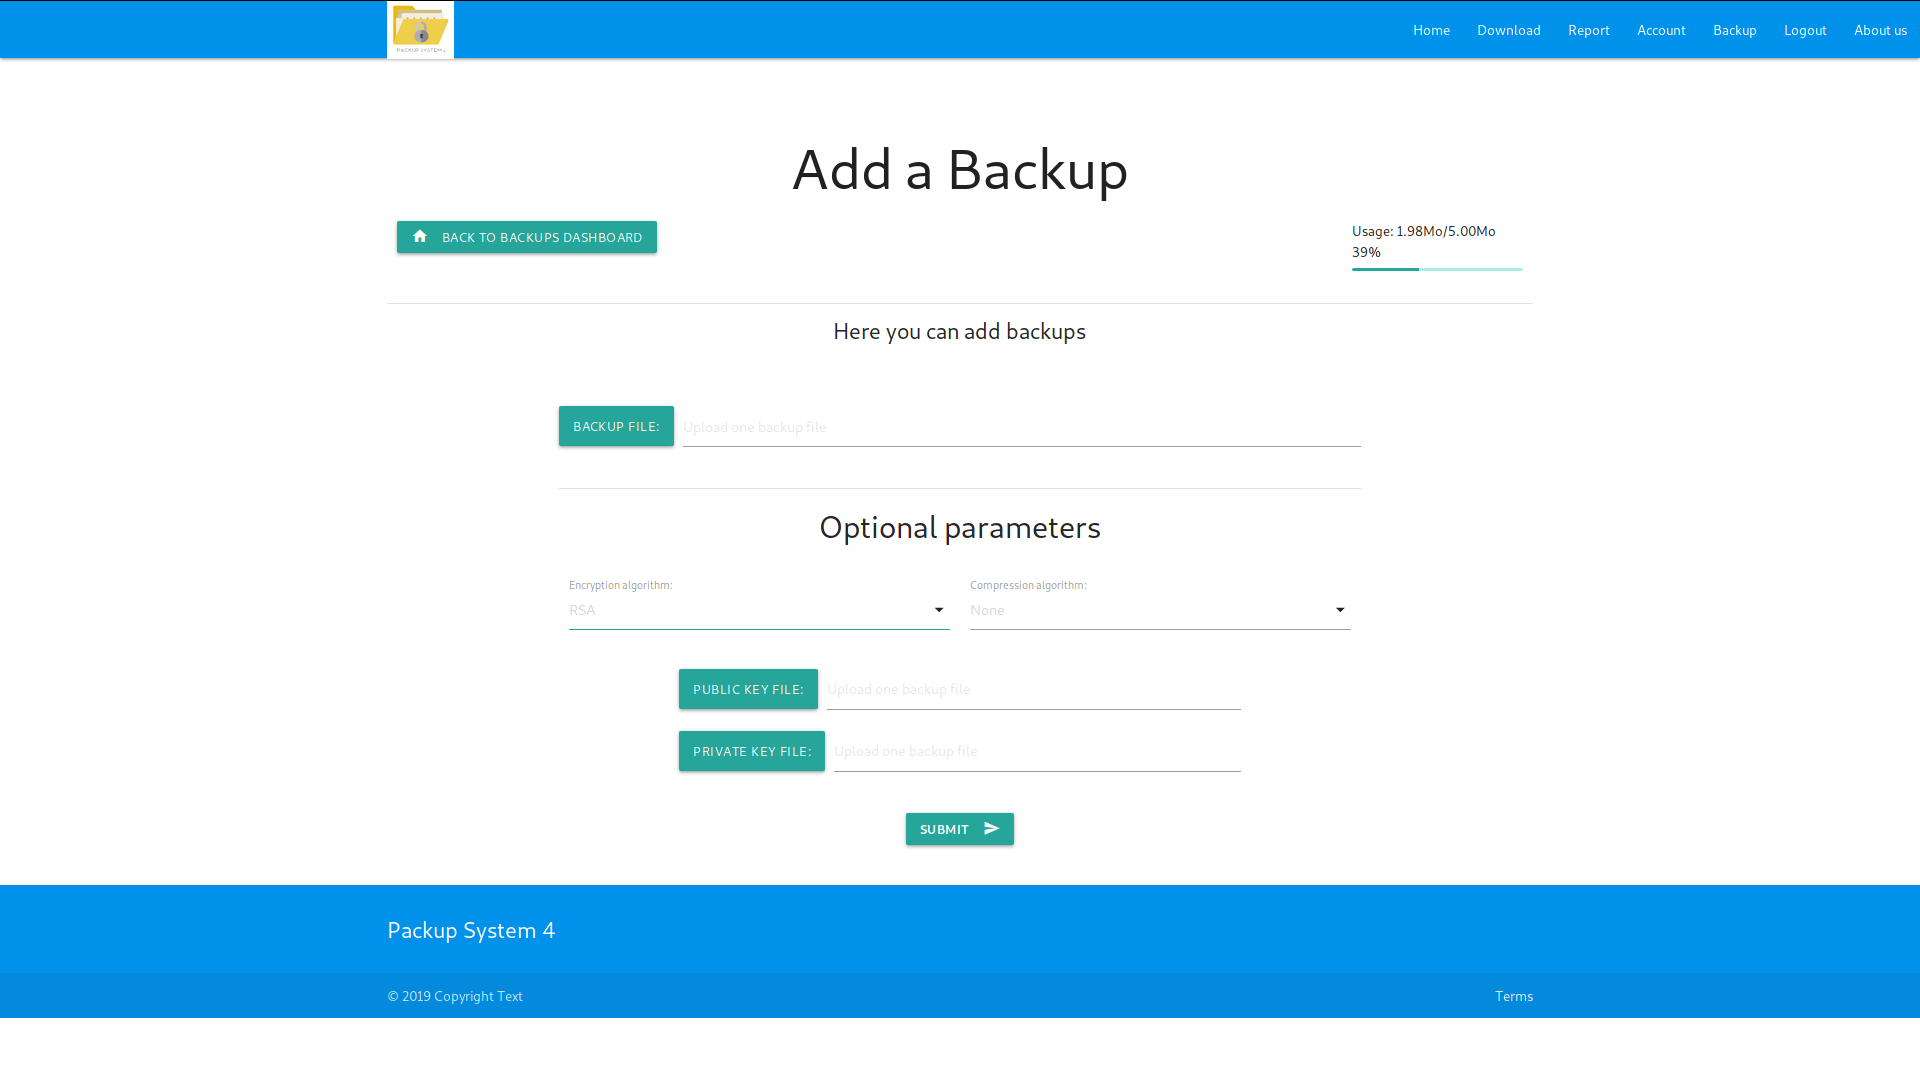 PACKUP SYSTEM 4
Home Download Report Account Backup Logout About us
Add a Backup
BACK TO BACKUPS DASHBOARD
Usage: 1.98Mo/5.00Mo
39%
Here you can add backups
BACKUP FILE: Upload one backup file
Optional parameters
Encryption algorithm: Compression algorithm:
RSA None
PUBLIC KEY FILE: Upload one backup file
PRIVATE KEY FILE: Upload one backup file
SUBMIT
Packup System 4
© 2019 Copyright Text Terms